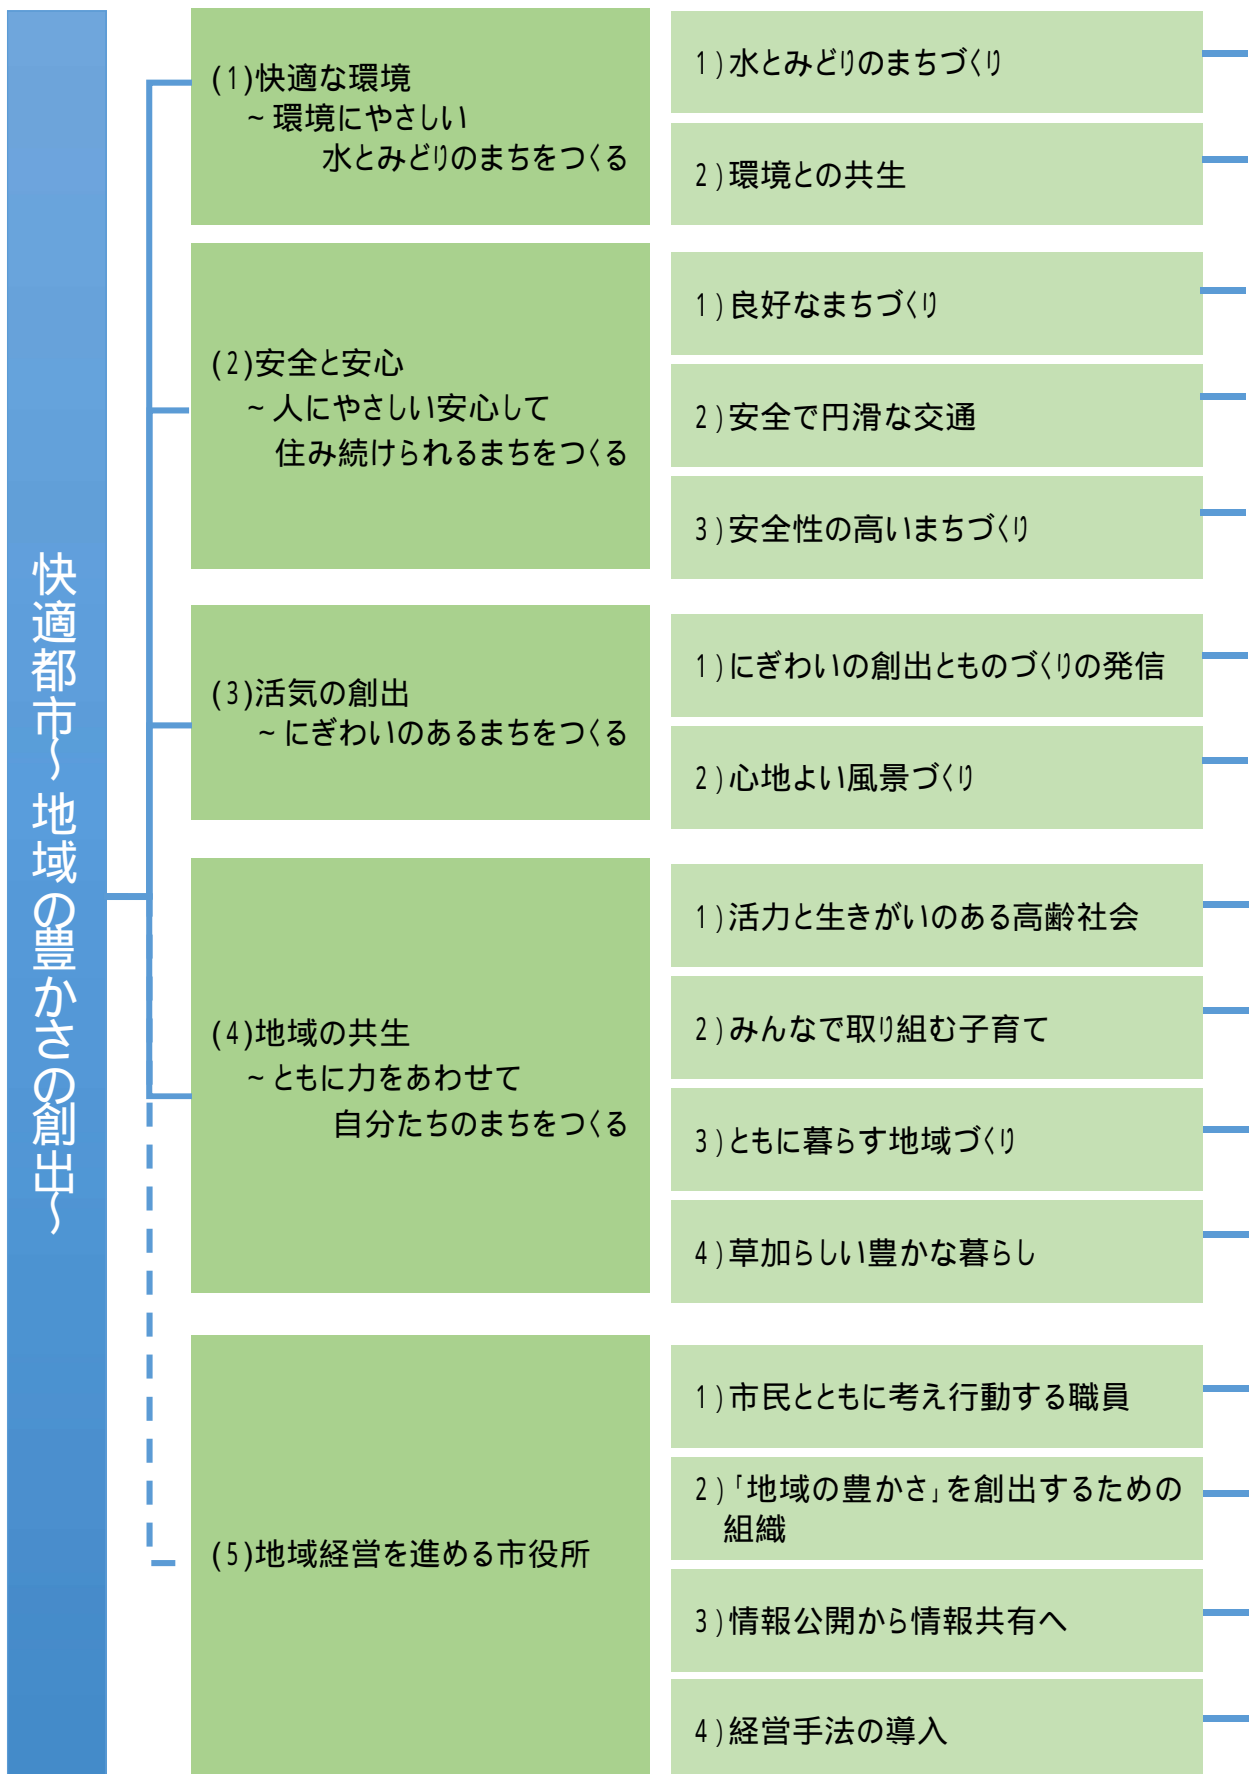 快適都市～地域の豊かさの創出～
(1)快適な環境
～環境にやさしい
水とみどりのまちをつくる
1)水とみどりのまちづくり
2)環境との共生
(2)安全と安心
～人にやさしい安心して
住み続けられるまちをつくる
1)良好なまちづくり
2)安全で円滑な交通
3)安全性の高いまちづくり
(3)活気の創出
～にぎわいのあるまちをつくる
1)にぎわいの創出とものづくりの発信
2)心地よい風景づくり
(4)地域の共生
～ともに力をあわせて
自分たちのまちをつくる
1)活力と生きがいのある高齢社会
2)みんなで取り組む子育て
3)ともに暮らす地域づくり
4)草加らしい豊かな暮らし
(5)地域経営を進める市役所
1)市民とともに考え行動する職員
2)「地域の豊かさ」を創出するための
組織
3)情報公開から情報共有へ
4)経営手法の導入